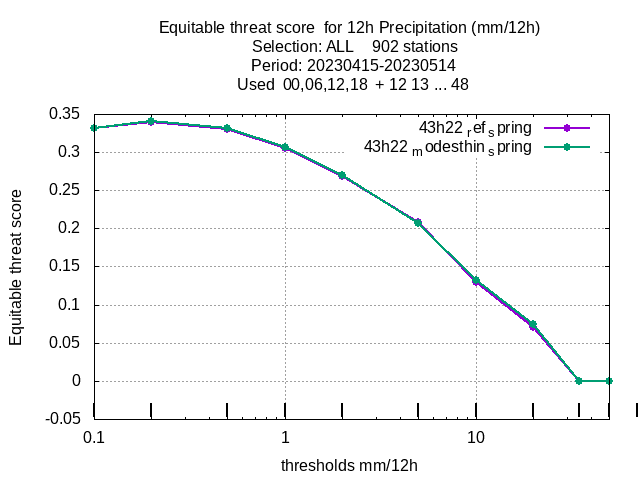 Equitable threat score  for 12h Precipitation (mm/12h)
Selection: ALL    902 stations
Period: 20230415-20230514
Used  00,06,12,18  + 12 13 ... 48
43h22 ref spring
43h22 modesthin spring
Equitable threat score
0.35
0.3
0.25
0.2
0.15
0.1
0.05
0
-0.05
0.1
1
10
thresholds mm/12h